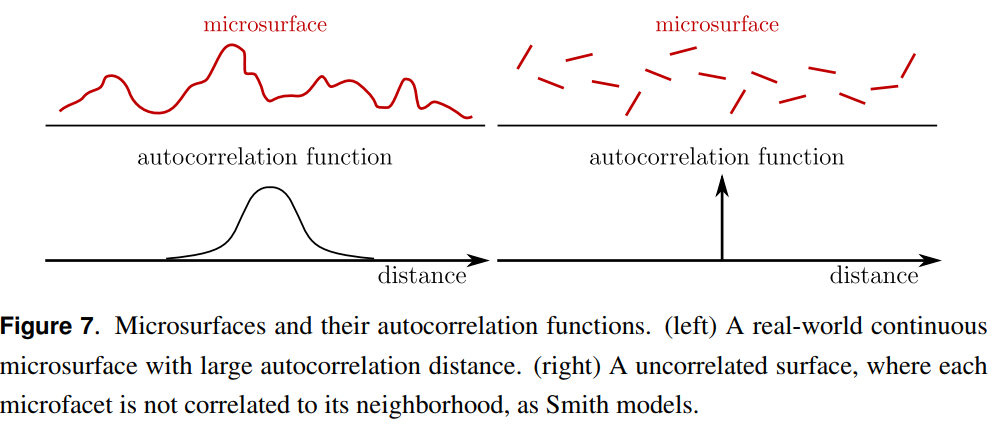 microsurface
microsurface
autocorrelation function
autocorrelation function
distance
distance
Figure 7. Microsurfaces and their autocorrelation functions. (left) A real-world continuous
microsurface with large autocorrelation distance. (right) A uncorrelated surface, where each
microfacet is not correlated to its neighborhood, as Smith models.